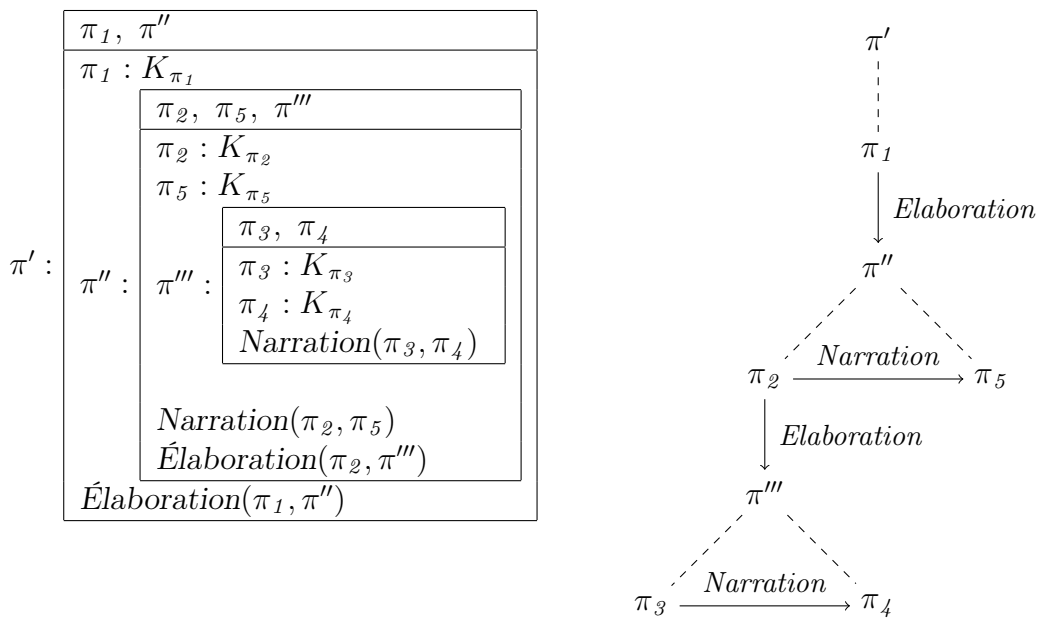 π₁, π″
π₁ : K_π₁
π₂, π₅, π‴
π₂ : K_π₂
π₅ : K_π₅
π₃, π₄
π′ : π″ : π‴ : π₃ : K_π₃
π₄ : K_π₄
Narration(π₃, π₄)
Narration(π₂, π₅)
Élaboration(π₂, π‴)
Élaboration(π₁, π″)
π′
π₁
Elaboration
π″
Narration
π₂ π₅
Elaboration
π‴
Narration
π₃ π₄